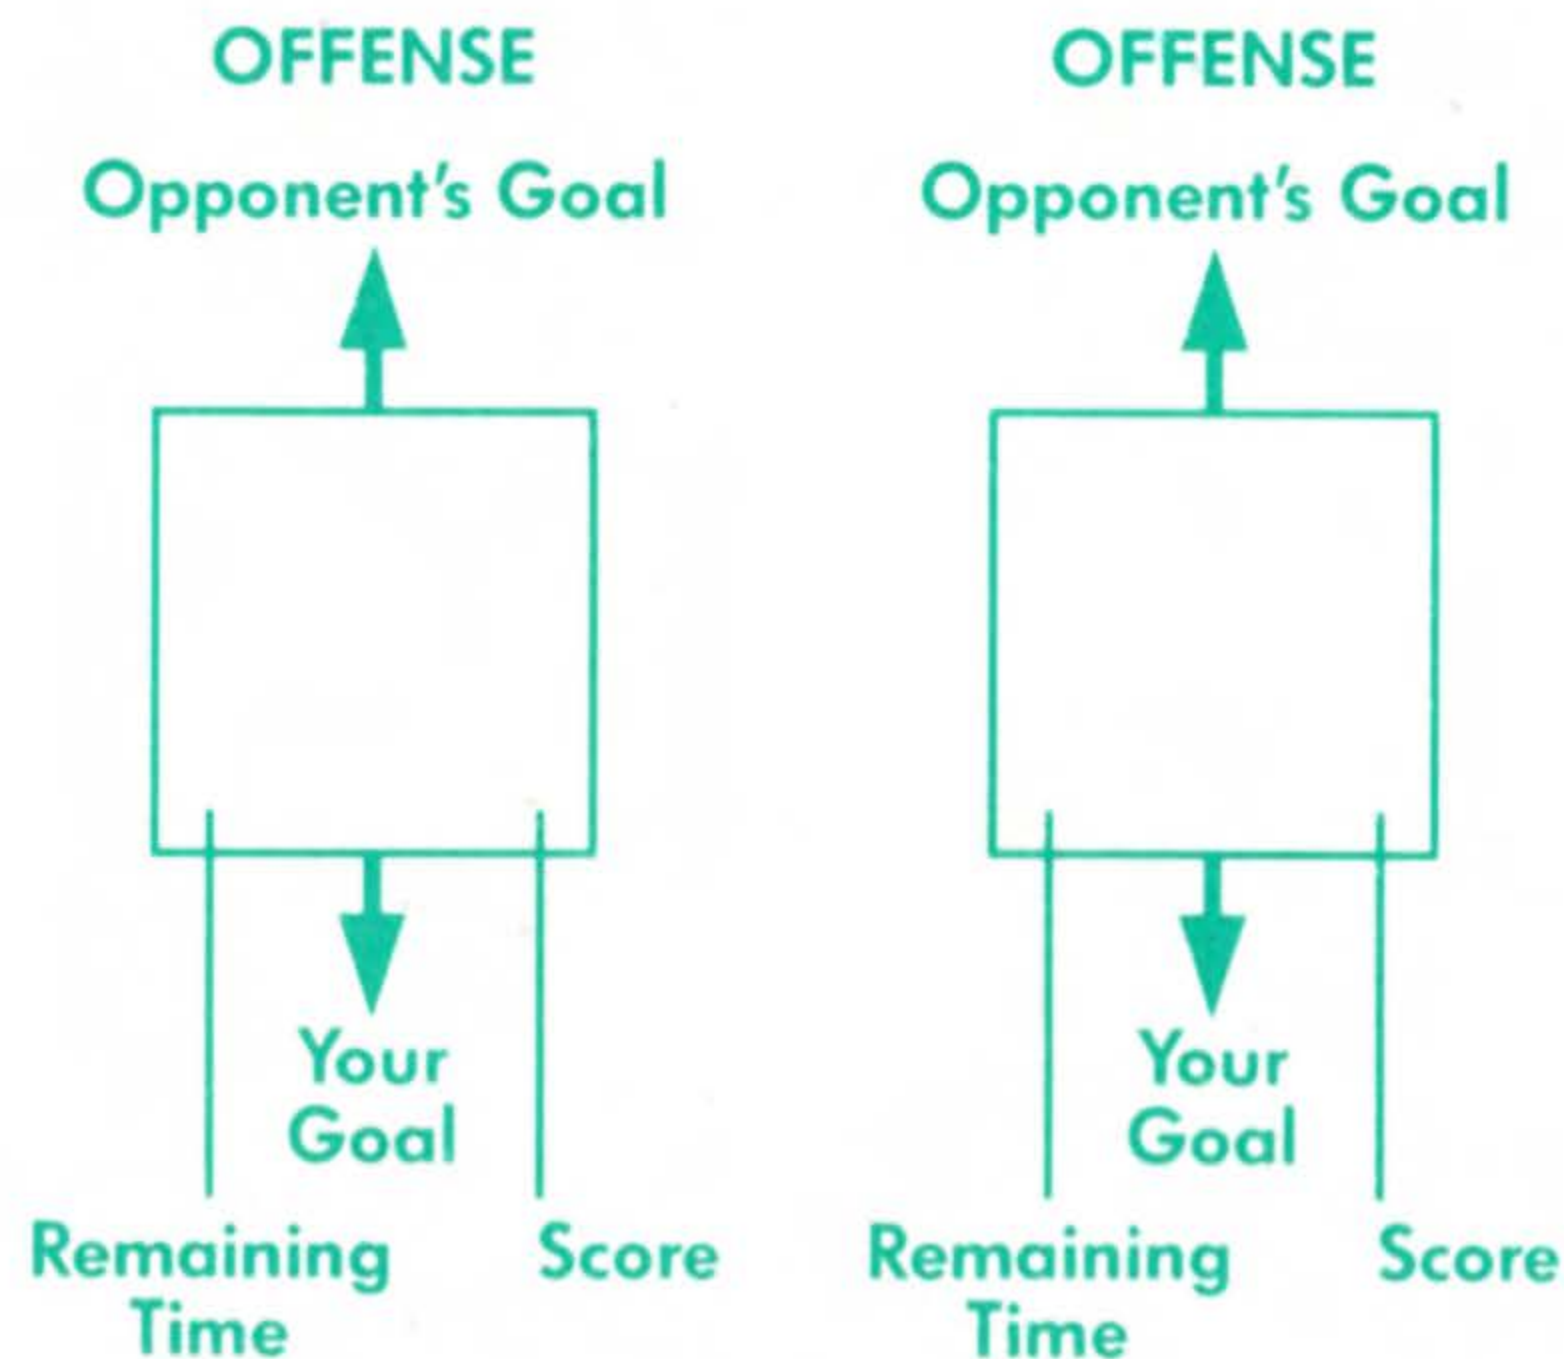 OFFENSE
Opponent's Goal
Your
Goal
Remaining
Time
Score
OFFENSE
Opponent's Goal
Your
Goal
Remaining
Time
Score